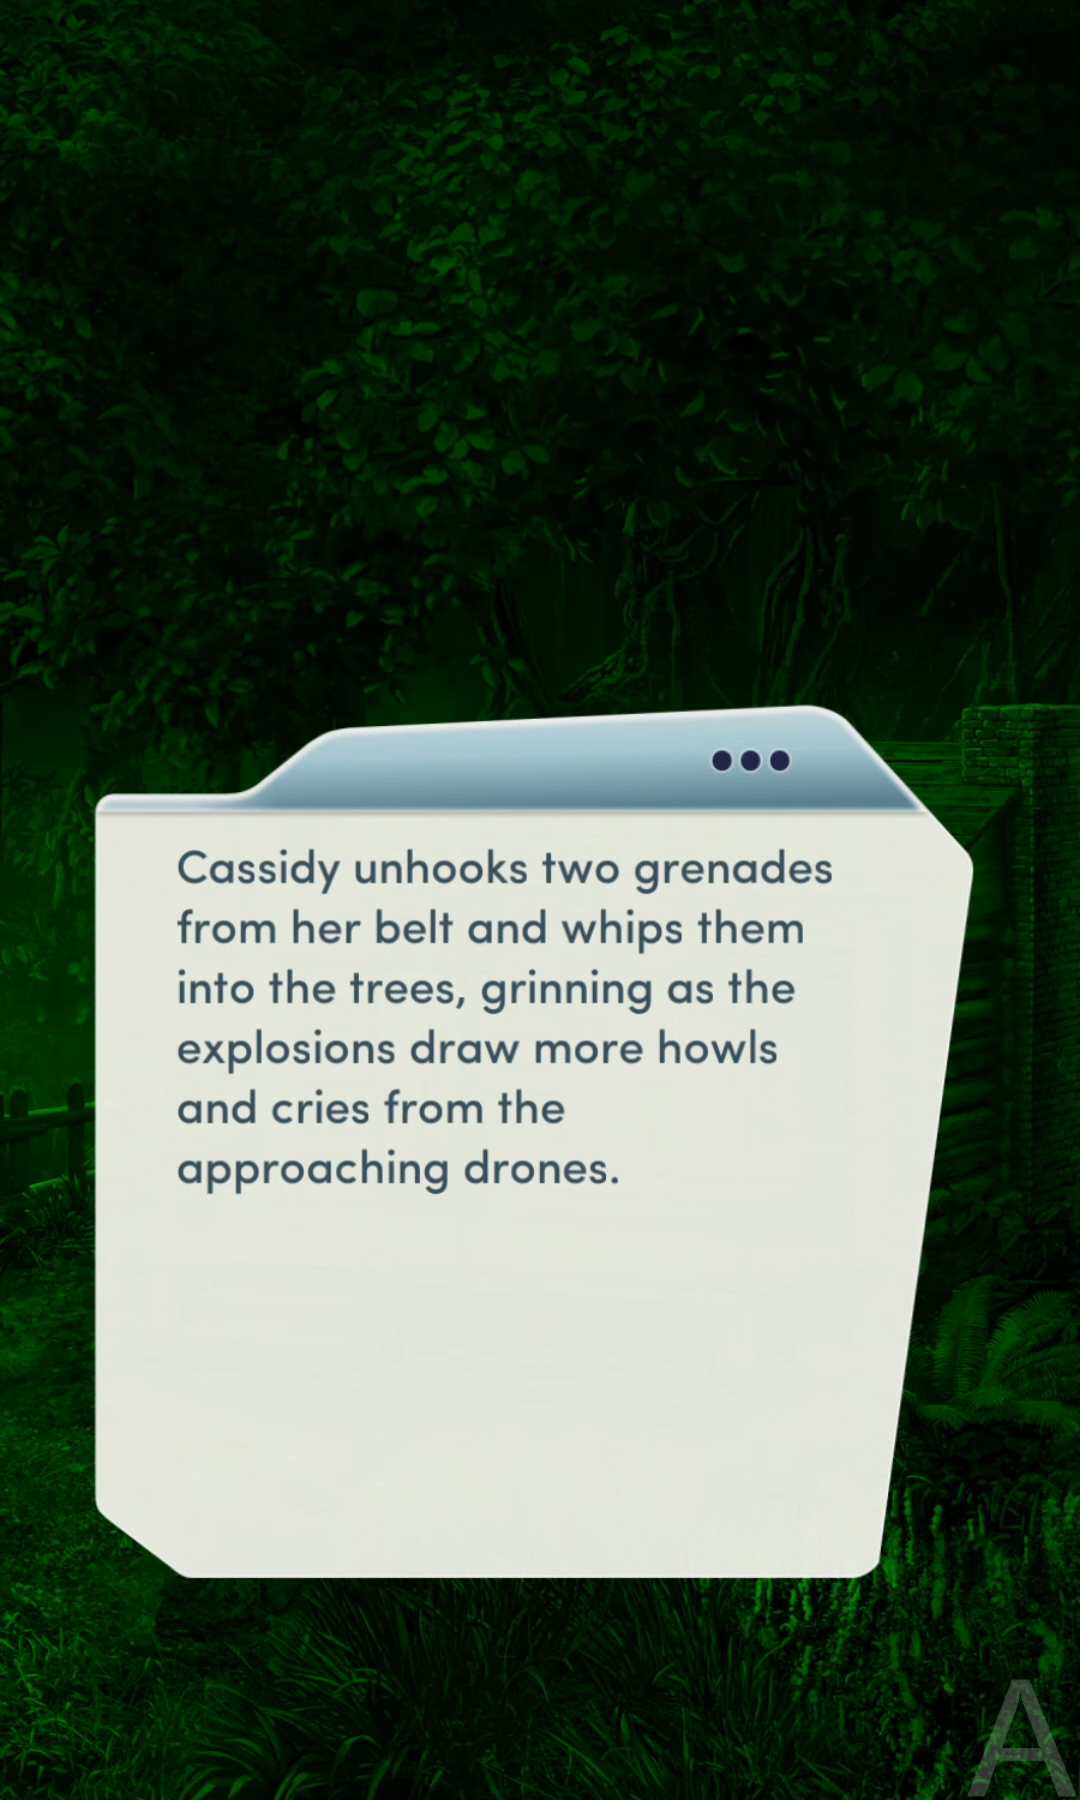 Cassidy unhooks two grenades
from her belt and whips them
into the trees, grinning as the
explosions draw more howls
and cries from the
approaching drones.
A